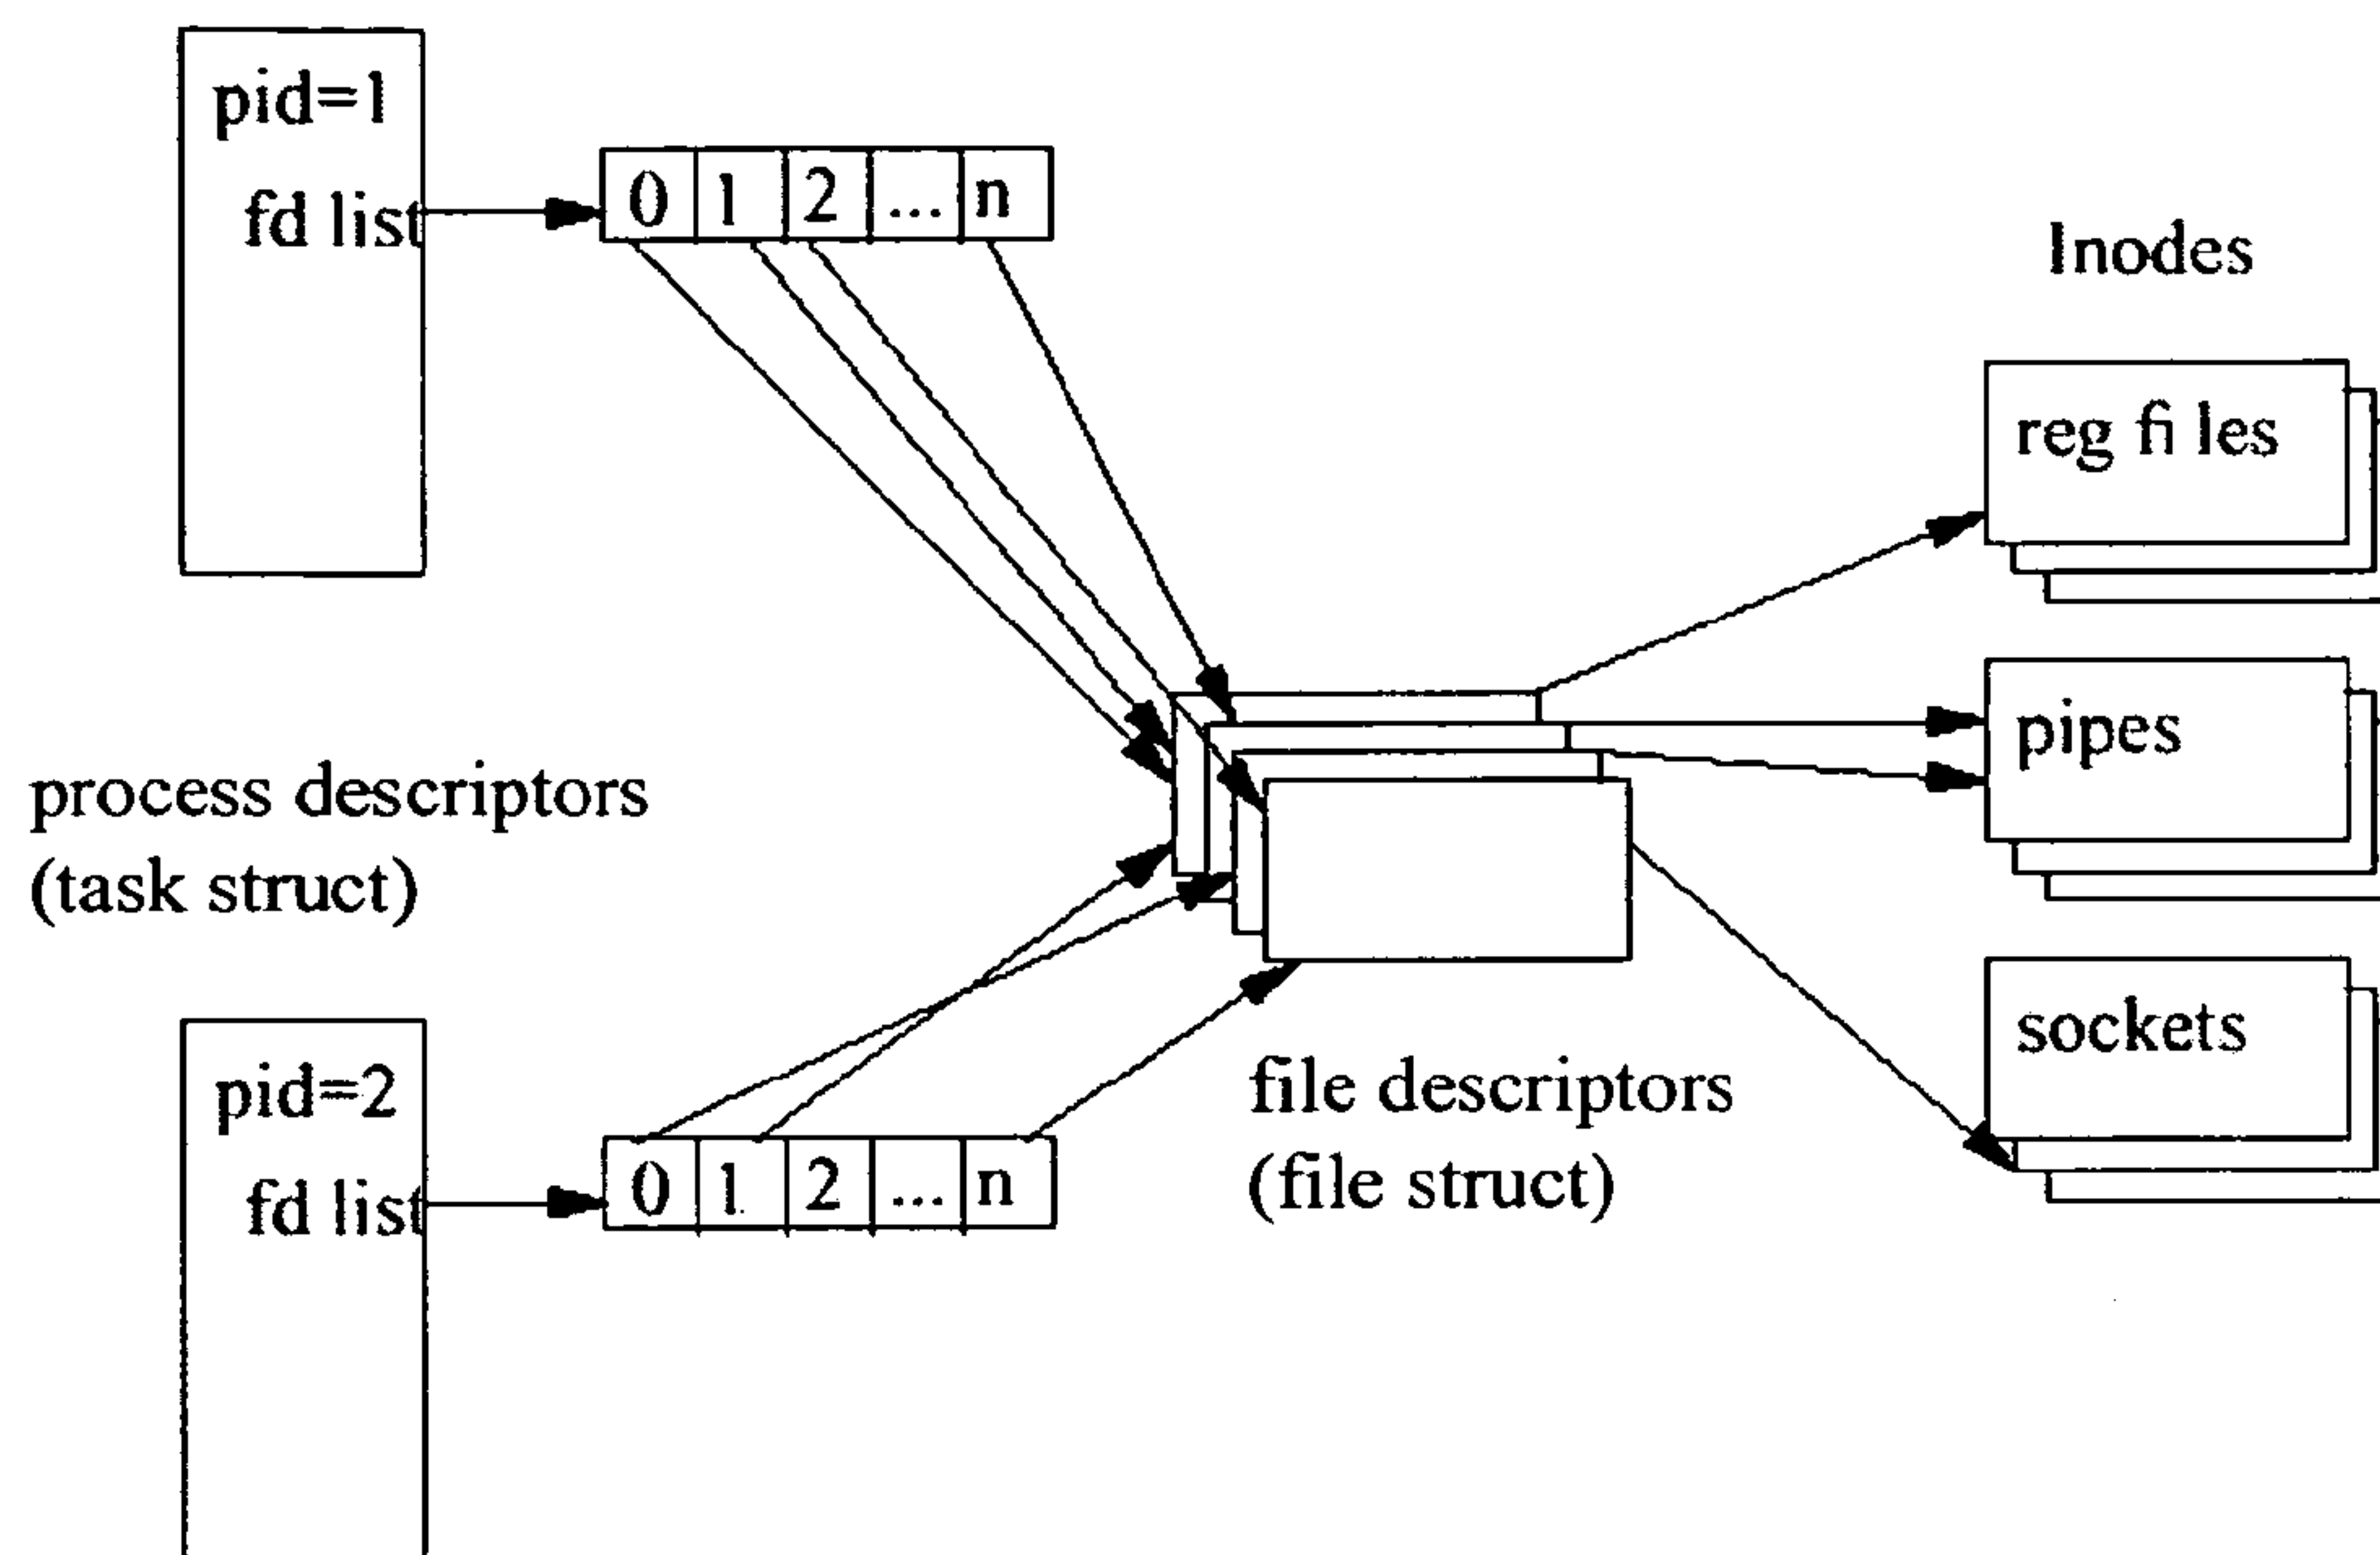 pid=1
fd list
0 1 2 ... n
Inodes
reg fi les
pipes
process descriptors
(task struct)
sockets
pid=2
fd list
0 1 2 ... n
file descriptors
(file struct)